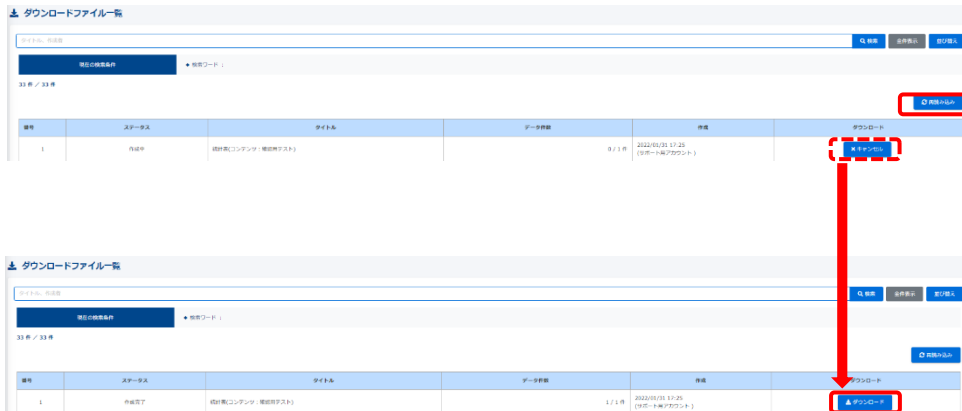 ダウンロードファイル一覧
タイトル、作成者
検索 全件表示 並び替え
現在の検索条件 ◆ 検索ワード：
33 件 ／ 33 件
再読み込み
番号 ステータス タイトル データ件数 作成 ダウンロード
1 作成中 統計表(コンテンツ：確認用テスト) 0 / 1 件 2022/01/31 17:25 キャンセル
(サポート用アカウント)
ダウンロードファイル一覧
タイトル、作成者
検索 全件表示 並び替え
現在の検索条件 ◆ 検索ワード：
33 件 ／ 33 件
再読み込み
番号 ステータス タイトル データ件数 作成 ダウンロード
1 作成完了 統計表(コンテンツ：確認用テスト) 1 / 1 件 2022/01/31 17:25 ダウンロード
(サポート用アカウント)